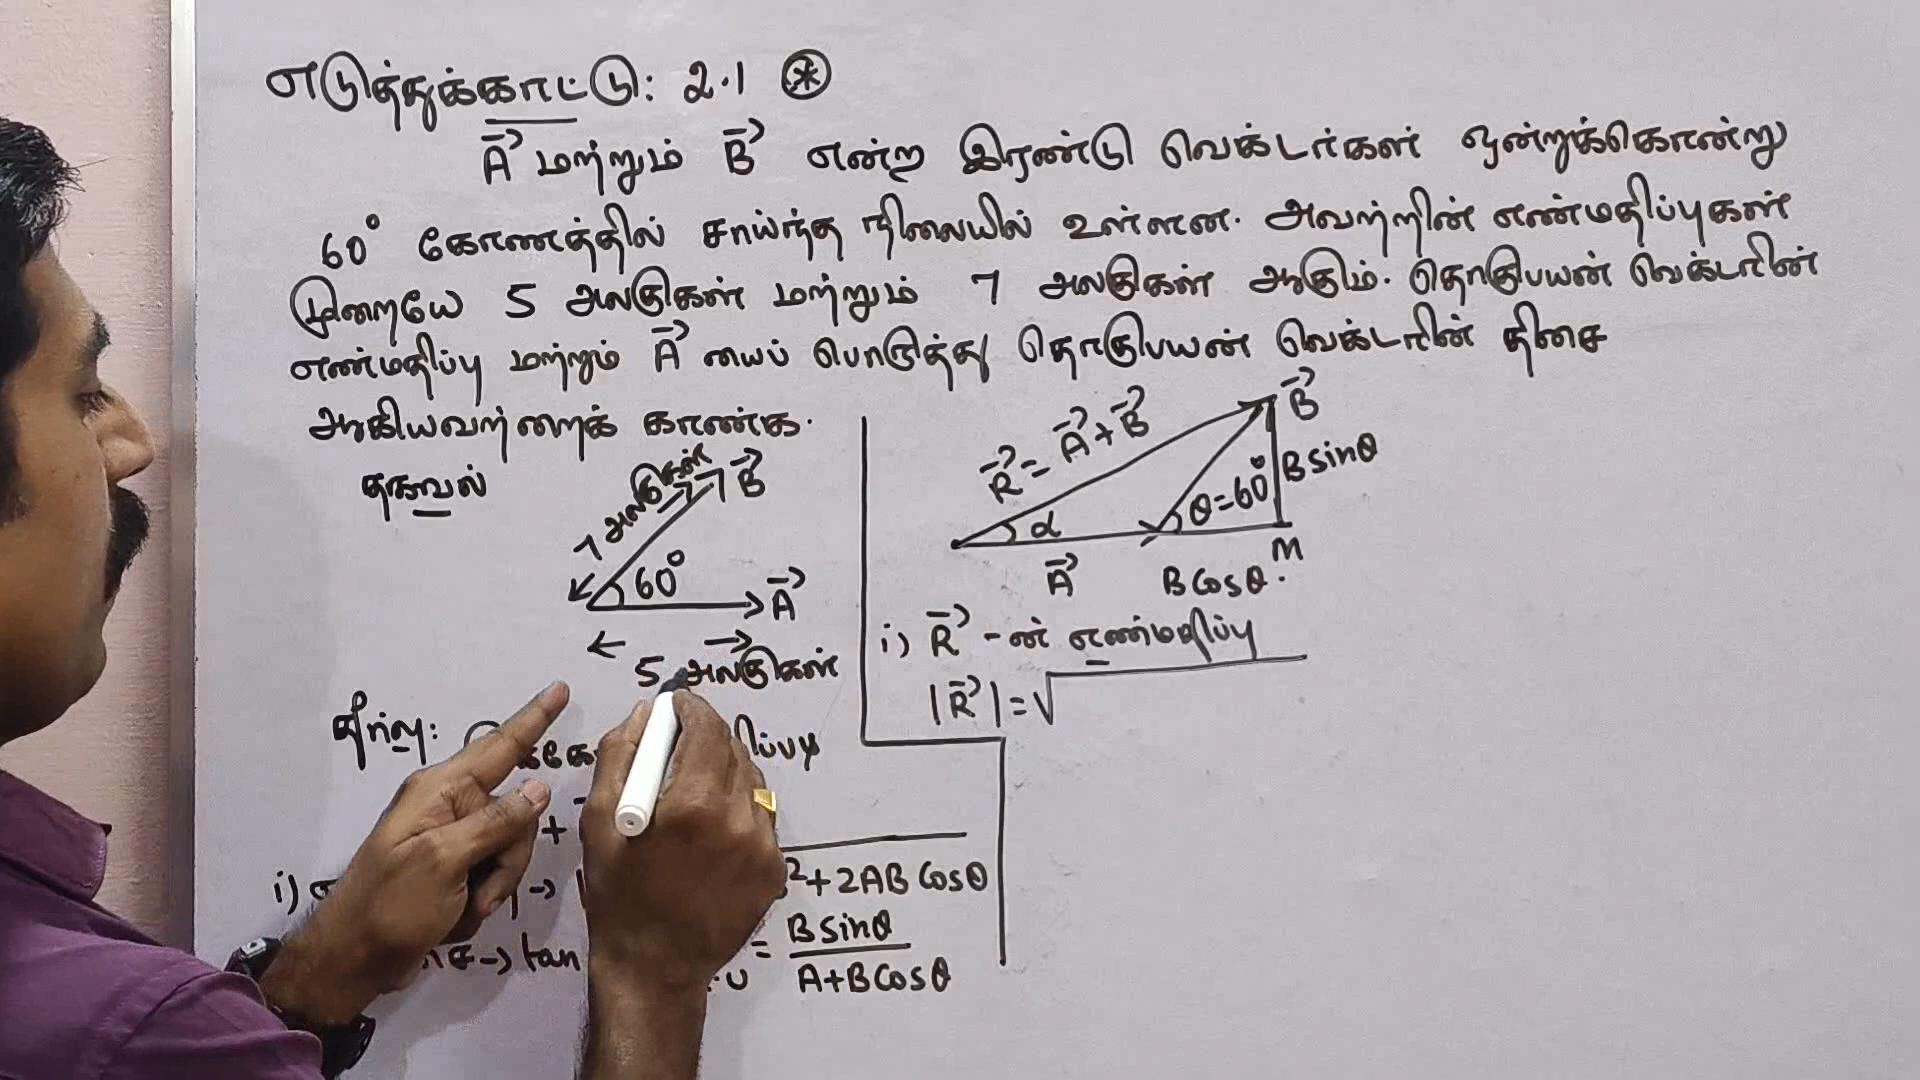 எடுத்துக்காட்டு: 2.1 *
A⃗ மற்றும் B⃗ என்ற இரண்டு வெக்டர்கள் ஒன்றுக்கொன்று
60° கோணத்தில் சாய்ந்த நிலையில் உள்ளன. அவற்றின் எண்மதிப்புகள்
முறையே 5 அலகுகள் மற்றும் 7 அலகுகள் ஆகும். தொகுபயன் வெக்டரின்
எண்மதிப்பு மற்றும் A⃗ யைப் பொறுத்து தொகுபயன் வெக்டரின் திசை
ஆகியவற்றைக் காண்க.
தகவல்
7 அலகுகள் B⃗
60°
A⃗
5 அலகுகள்
தீர்வு:
+
i)
→
²+2AB Cosθ
→ tan
= B sinθ
A+B Cosθ
R⃗ = A⃗+B⃗
B⃗
B sinθ
α
θ=60°
A⃗
M
B Cosθ.
i) R⃗ -ன் எண்மதிப்பு
|R⃗| = √